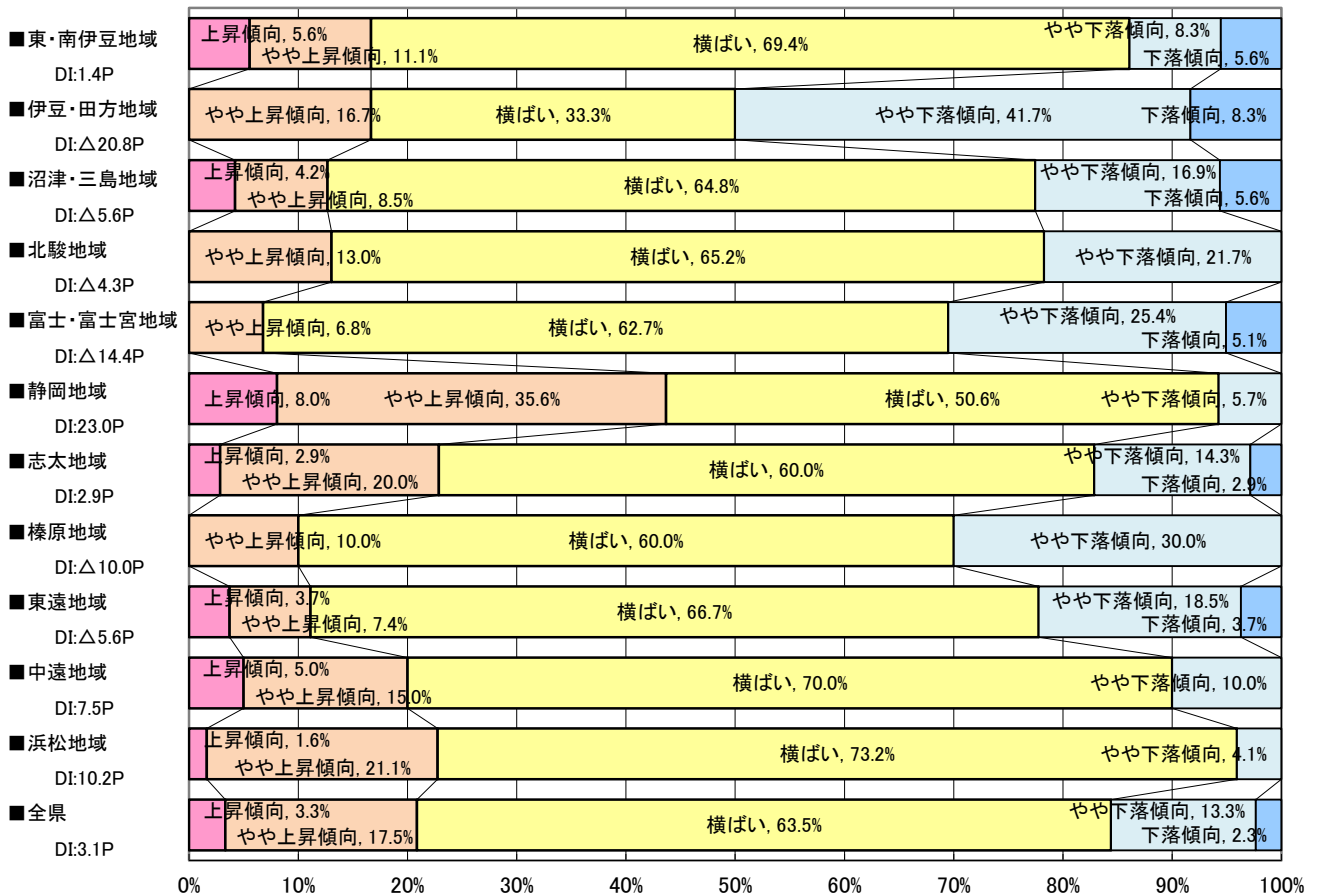 0% 10% 20% 30% 40% 50% 60% 70% 80% 90% 100%
■東・南伊豆地域
DI:1.4P
上昇傾向, 5.6%
やや上昇傾向, 11.1%
横ばい, 69.4%
やや下落傾向, 8.3%
下落傾向, 5.6%
■伊豆・田方地域
DI:△20.8P
やや上昇傾向, 16.7%
横ばい, 33.3%
やや下落傾向, 41.7%
下落傾向, 8.3%
■沼津・三島地域
DI:△5.6P
上昇傾向, 4.2%
やや上昇傾向, 8.5%
横ばい, 64.8%
やや下落傾向, 16.9%
下落傾向, 5.6%
■北駿地域
DI:△4.3P
やや上昇傾向, 13.0%
横ばい, 65.2%
やや下落傾向, 21.7%
■富士・富士宮地域
DI:△14.4P
やや上昇傾向, 6.8%
横ばい, 62.7%
やや下落傾向, 25.4%
下落傾向, 5.1%
■静岡地域
DI:23.0P
上昇傾向, 8.0%
やや上昇傾向, 35.6%
横ばい, 50.6%
やや下落傾向, 5.7%
■志太地域
DI:2.9P
上昇傾向, 2.9%
やや上昇傾向, 20.0%
横ばい, 60.0%
やや下落傾向, 14.3%
下落傾向, 2.9%
■榛原地域
DI:△10.0P
やや上昇傾向, 10.0%
横ばい, 60.0%
やや下落傾向, 30.0%
■東遠地域
DI:△5.6P
上昇傾向, 3.7%
やや上昇傾向, 7.4%
横ばい, 66.7%
やや下落傾向, 18.5%
下落傾向, 3.7%
■中遠地域
DI:7.5P
上昇傾向, 5.0%
やや上昇傾向, 15.0%
横ばい, 70.0%
やや下落傾向, 10.0%
■浜松地域
DI:10.2P
上昇傾向, 1.6%
やや上昇傾向, 21.1%
横ばい, 73.2%
やや下落傾向, 4.1%
■全県
DI:3.1P
上昇傾向, 3.3%
やや上昇傾向, 17.5%
横ばい, 63.5%
やや下落傾向, 13.3%
下落傾向, 2.3%
0% 10% 20% 30% 40% 50% 60% 70% 80% 90% 100%